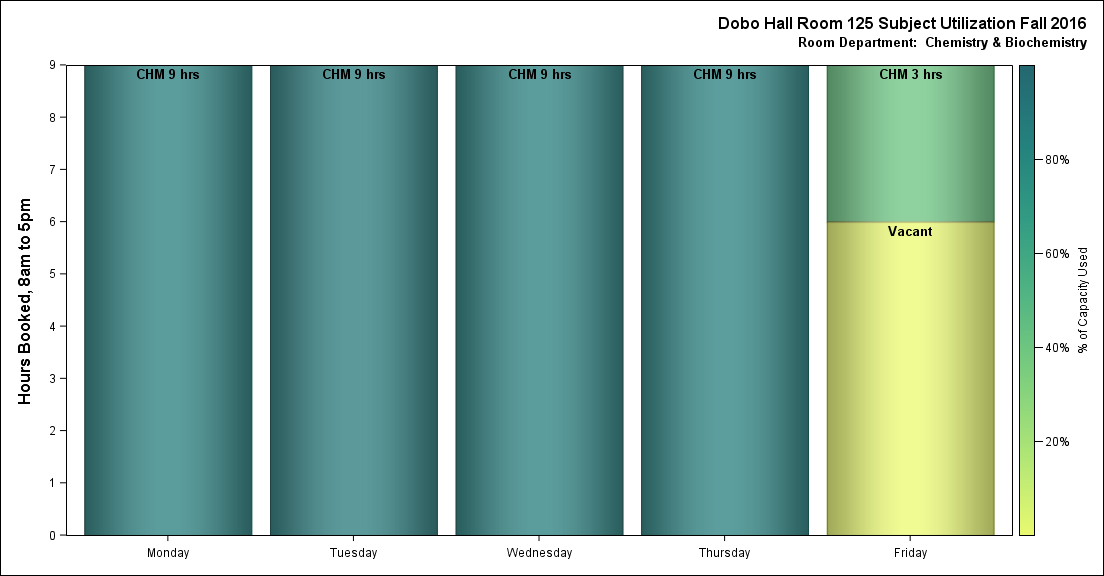 Dobo Hall Room 125 Subject Utilization Fall 2016
Room Department:  Chemistry & Biochemistry
Hours Booked, 8am to 5pm
9
8
7
6
5
4
3
2
1
0
CHM 9 hrs
CHM 9 hrs
CHM 9 hrs
CHM 9 hrs
CHM 3 hrs
Vacant
Monday
Tuesday
Wednesday
Thursday
Friday
80%
60%
40%
20%
% of Capacity Used